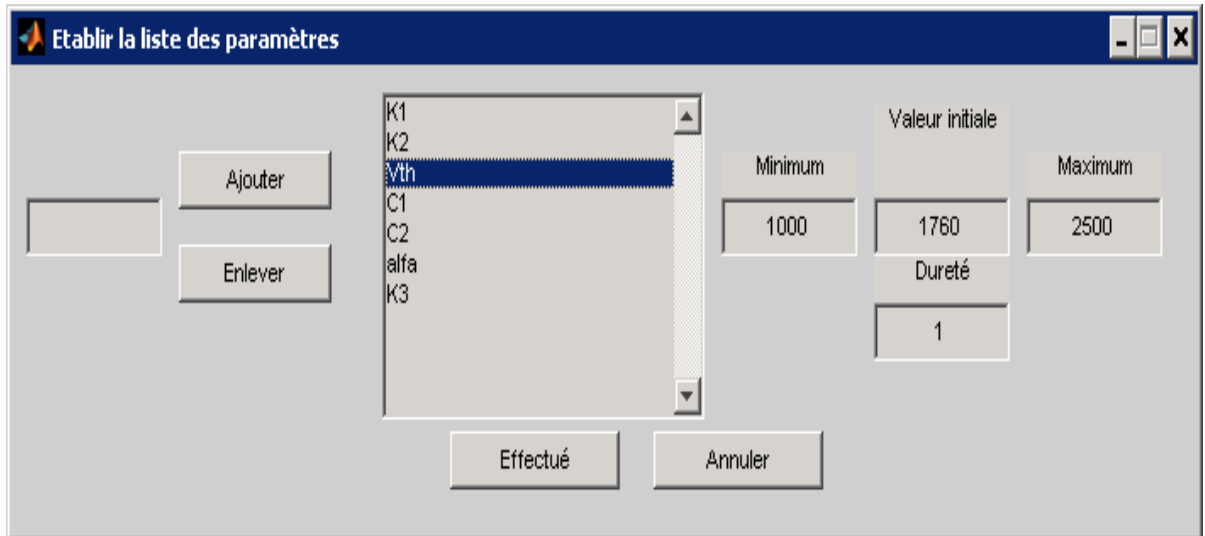 Etablir la liste des paramètres
Ajouter
Enlever
K1
K2
Vth
C1
C2
alfa
K3
Minimum
1000
Valeur initiale
1760
Maximum
2500
Dureté
1
Effectué
Annuler